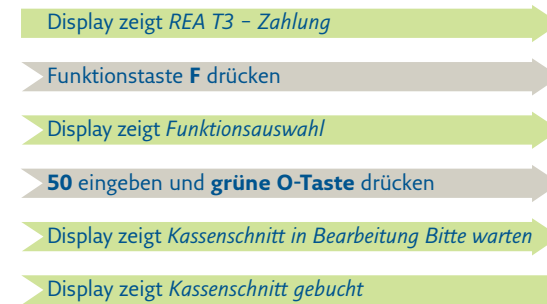 Display zeigt REA T3 – Zahlung
Funktionstaste F drücken
Display zeigt Funktionsauswahl
50 eingeben und grüne O-Taste drücken
Display zeigt Kassenschnitt in Bearbeitung Bitte warten
Display zeigt Kassenschnitt gebucht